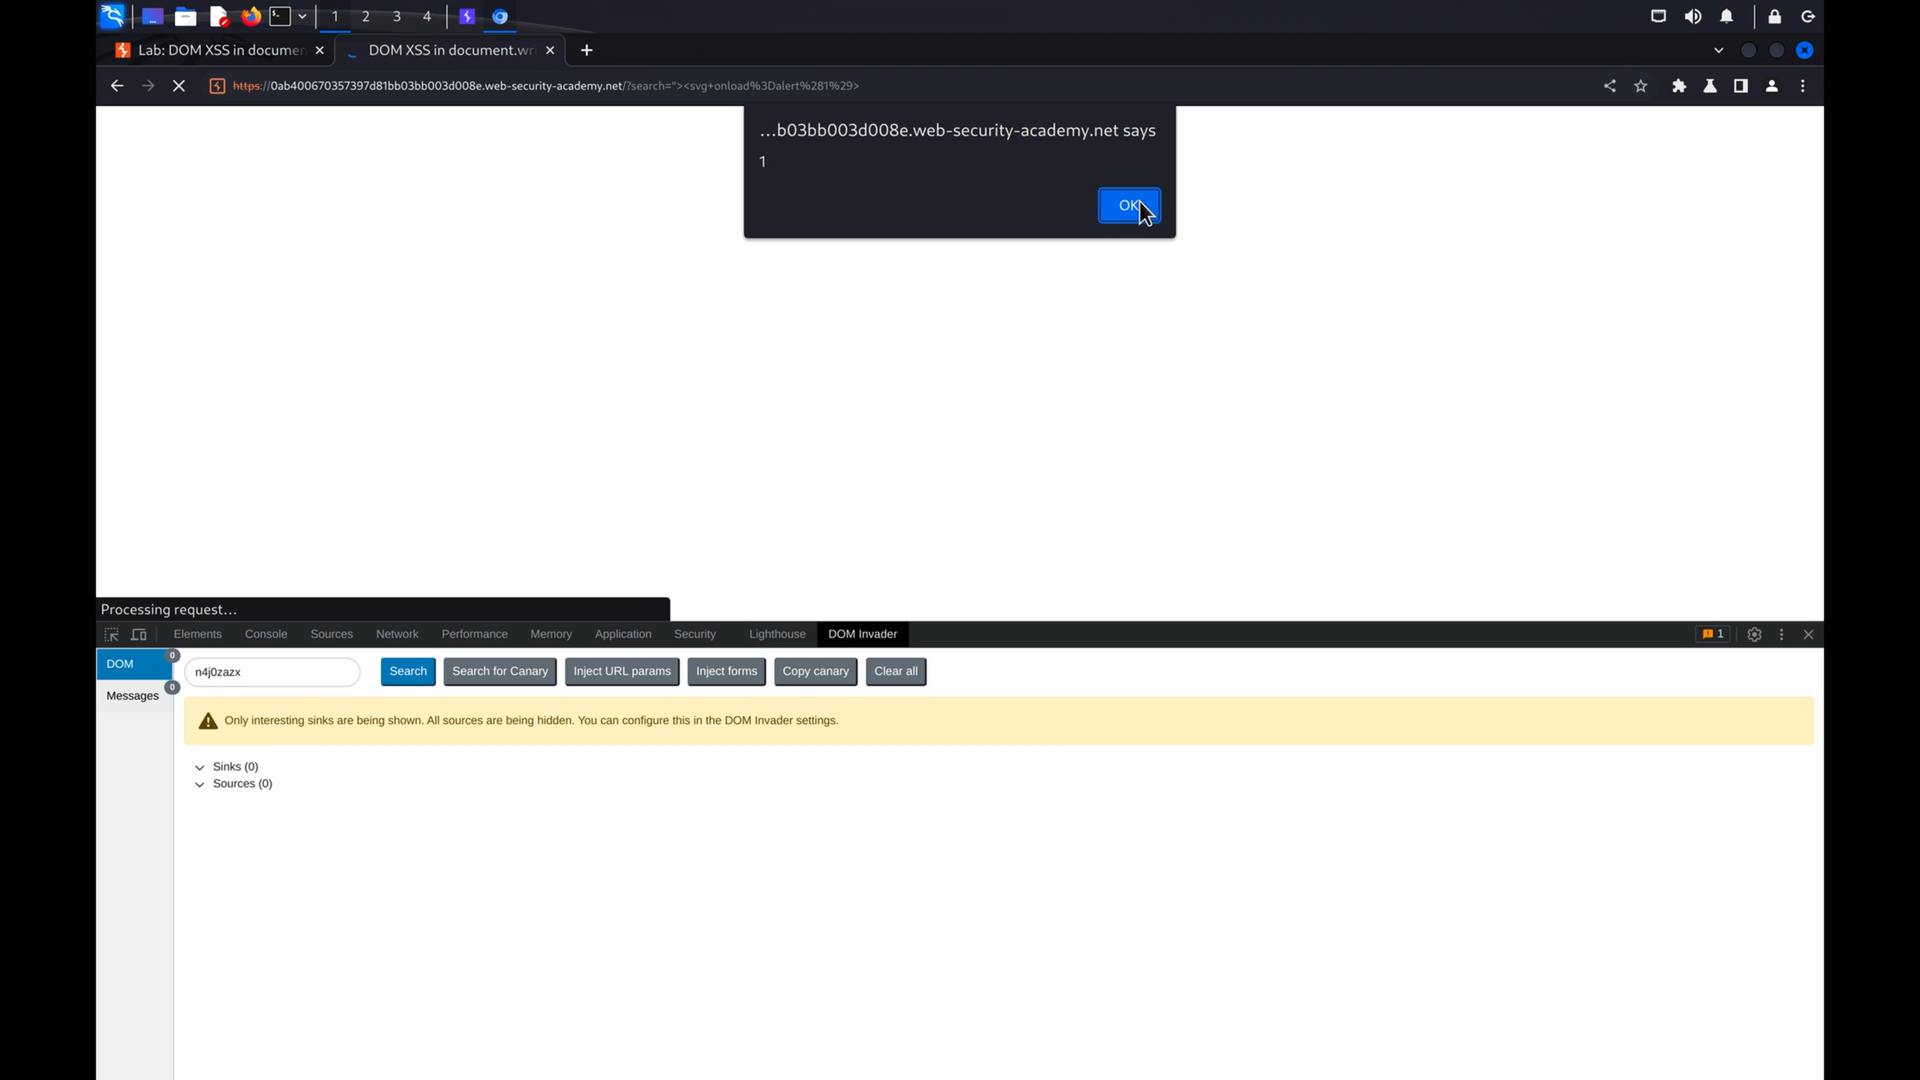 1 2 3 4
Lab: DOM XSS in documen
DOM XSS in document.wri
https://0ab400670357397d81bb03bb003d008e.web-security-academy.net/?search="><svg+onload%3Dalert%281%29>
...b03bb003d008e.web-security-academy.net says
1
OK
Processing request...
Elements Console Sources Network Performance Memory Application Security Lighthouse DOM Invader 1
DOM 0
Messages 0
n4j0zazx Search Search for Canary Inject URL params Inject forms Copy canary Clear all
Only interesting sinks are being shown. All sources are being hidden. You can configure this in the DOM Invader settings.
Sinks (0)
Sources (0)